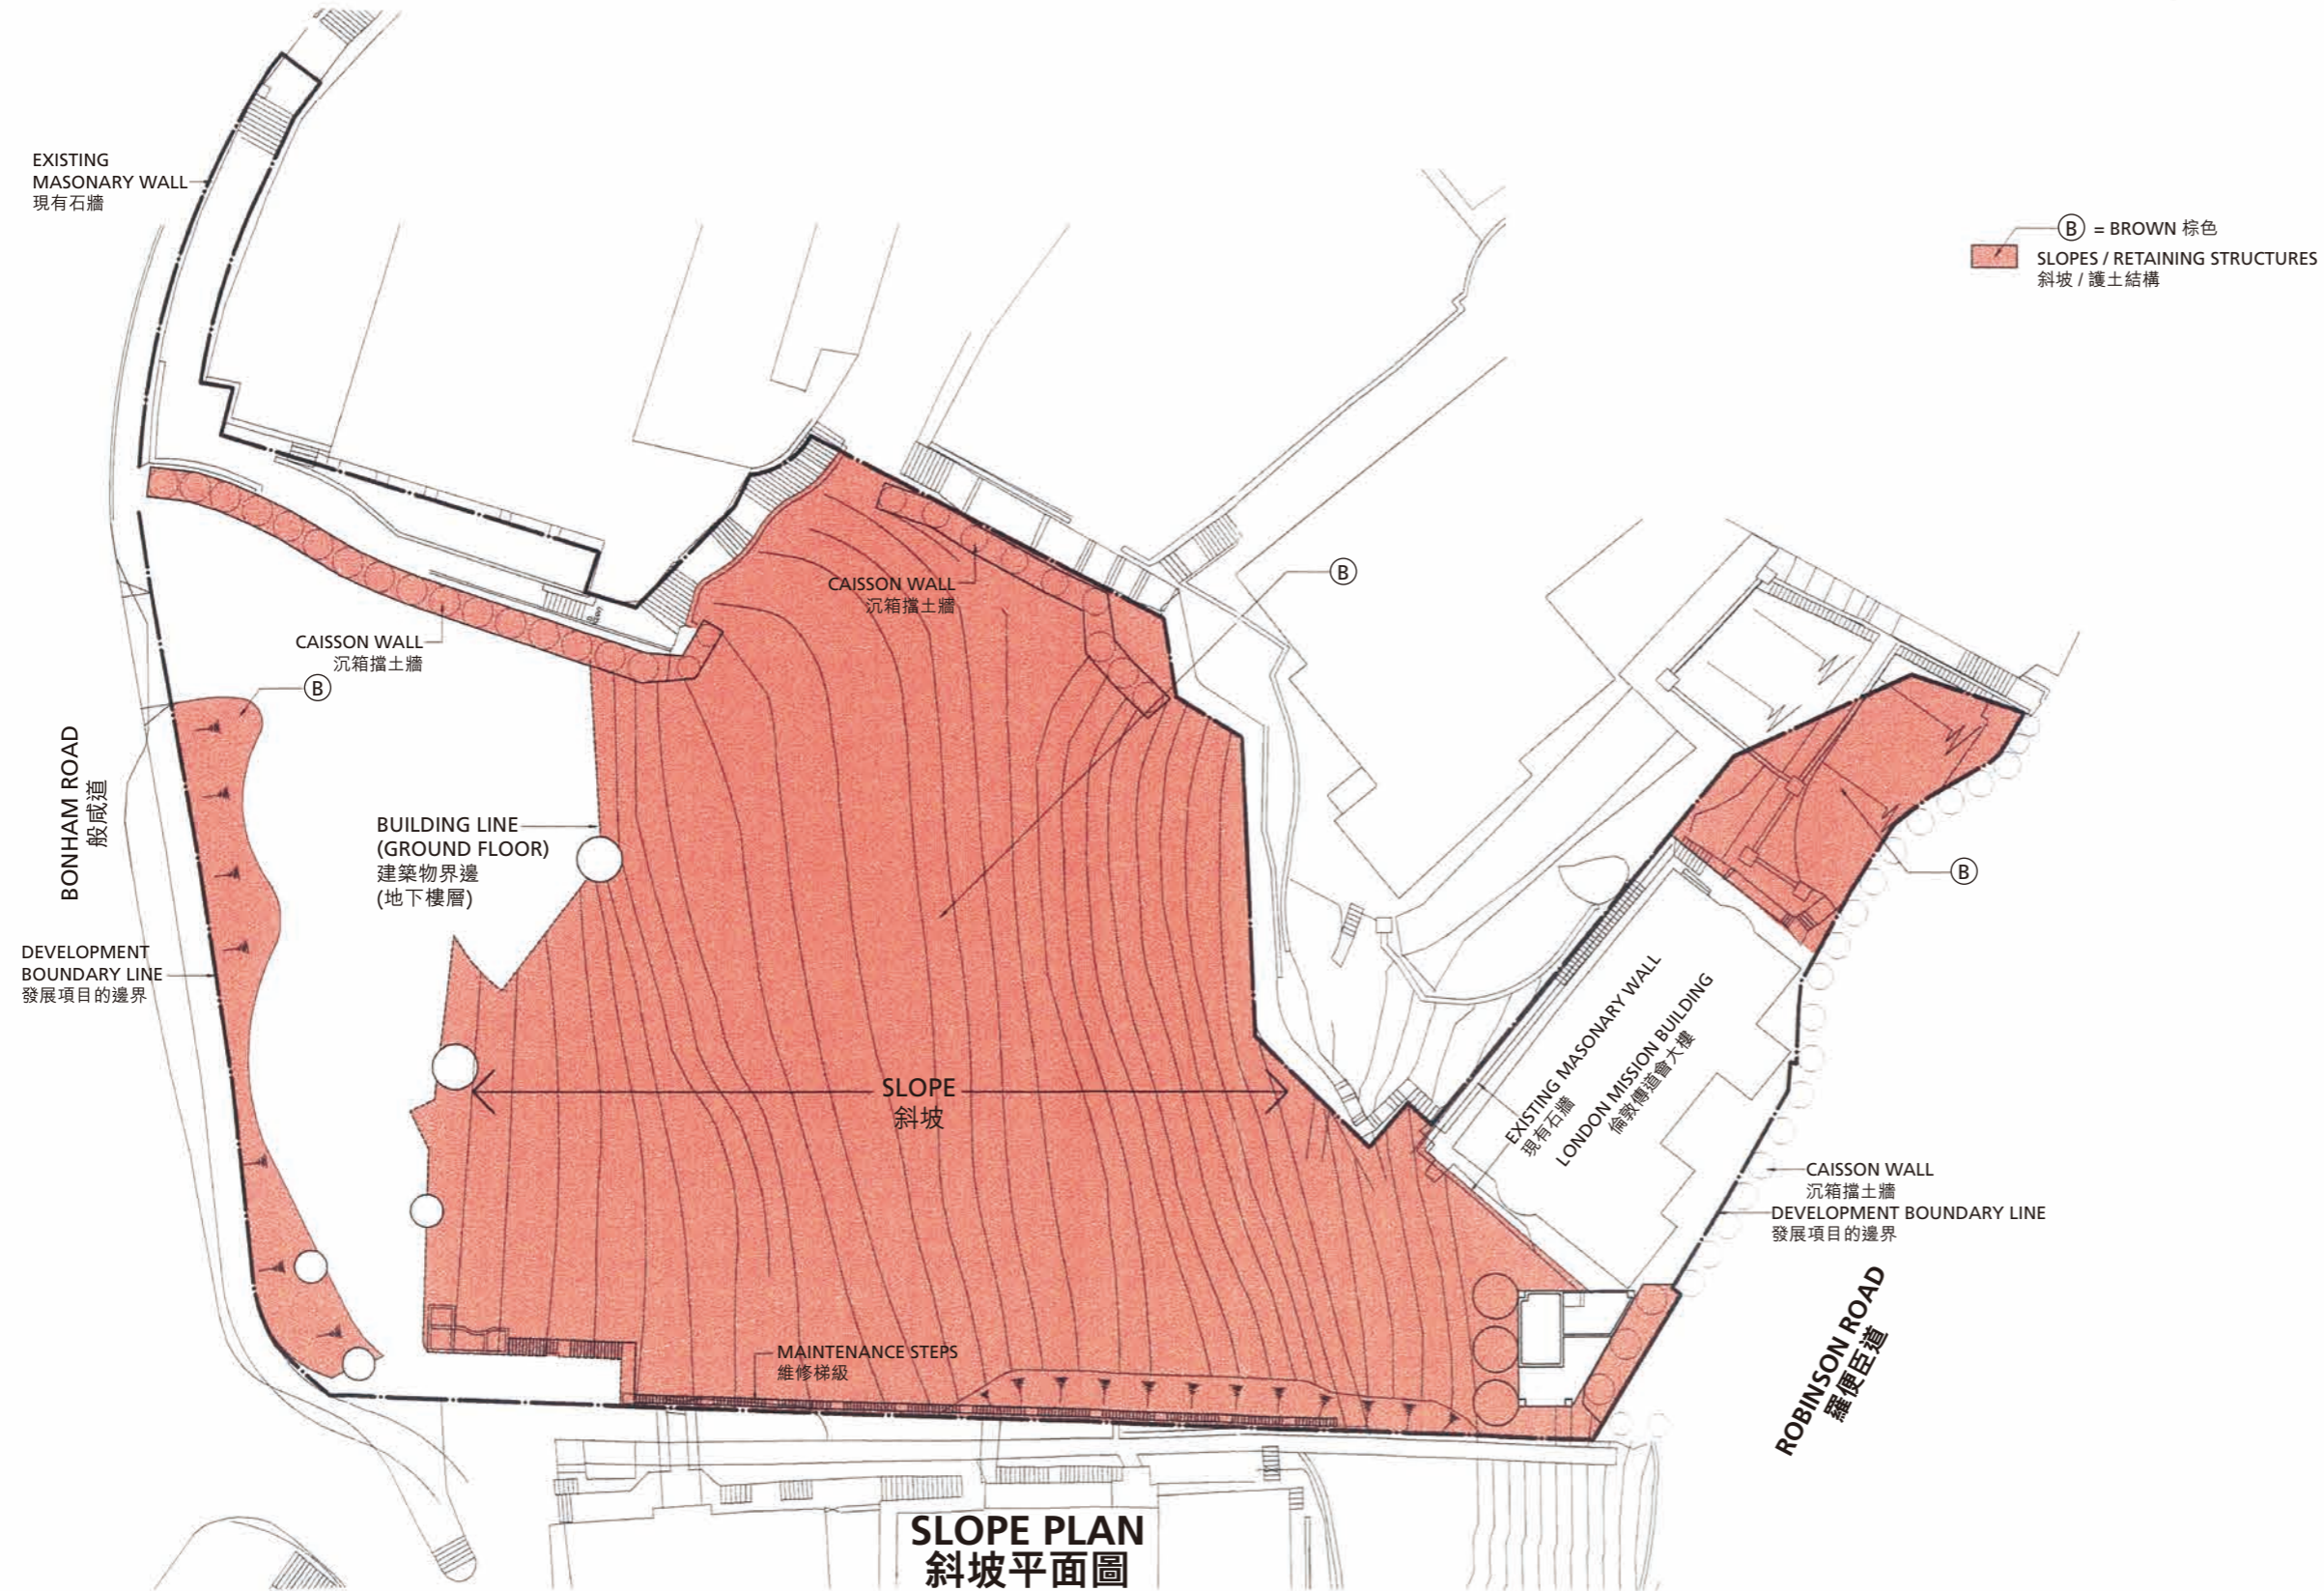 EXISTING
MASONARY WALL
現有石牆
B = BROWN 棕色
SLOPES / RETAINING STRUCTURES
斜坡 / 護土結構
CAISSON WALL
沉箱擋土牆
B
CAISSON WALL
沉箱擋土牆
B
BONHAM ROAD
般咸道
BUILDING LINE
(GROUND FLOOR)
建築物界邊
(地下樓層)
B
DEVELOPMENT
BOUNDARY LINE
發展項目的邊界
EXISTING MASONARY WALL
現有石牆
LONDON MISSION BUILDING
倫敦傳道會大樓
SLOPE
斜坡
CAISSON WALL
沉箱擋土牆
DEVELOPMENT BOUNDARY LINE
發展項目的邊界
ROBINSON ROAD
羅便臣道
MAINTENANCE STEPS
維修梯級
SLOPE PLAN
斜坡平面圖